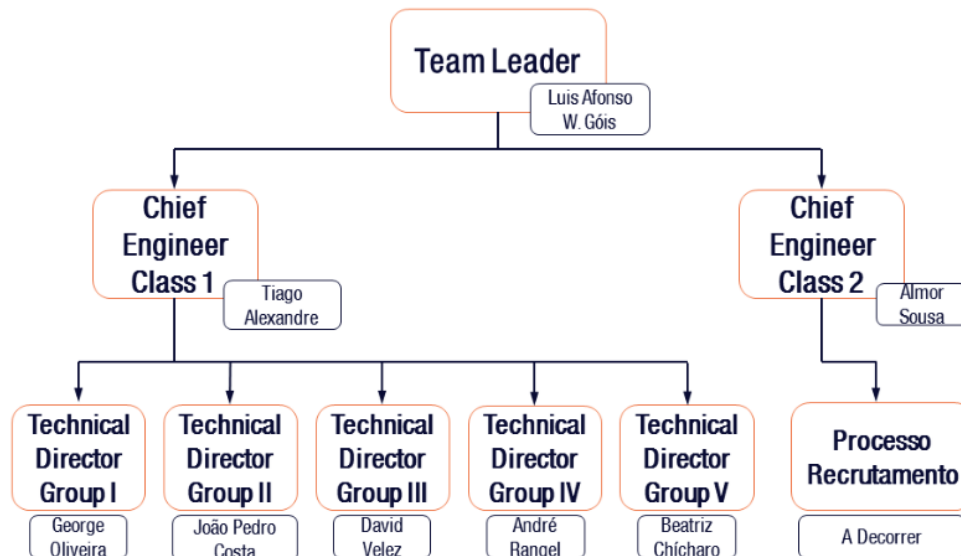 Team Leader
Luis Afonso
W. Góis
Chief
Engineer
Class 1
Tiago
Alexandre
Chief
Engineer
Class 2
Almor
Sousa
Technical
Director
Group I
George
Oliveira
Technical
Director
Group II
João Pedro
Costa
Technical
Director
Group III
David
Velez
Technical
Director
Group IV
André
Rangel
Technical
Director
Group V
Beatriz
Chícharo
Processo
Recrutamento
A Decorrer